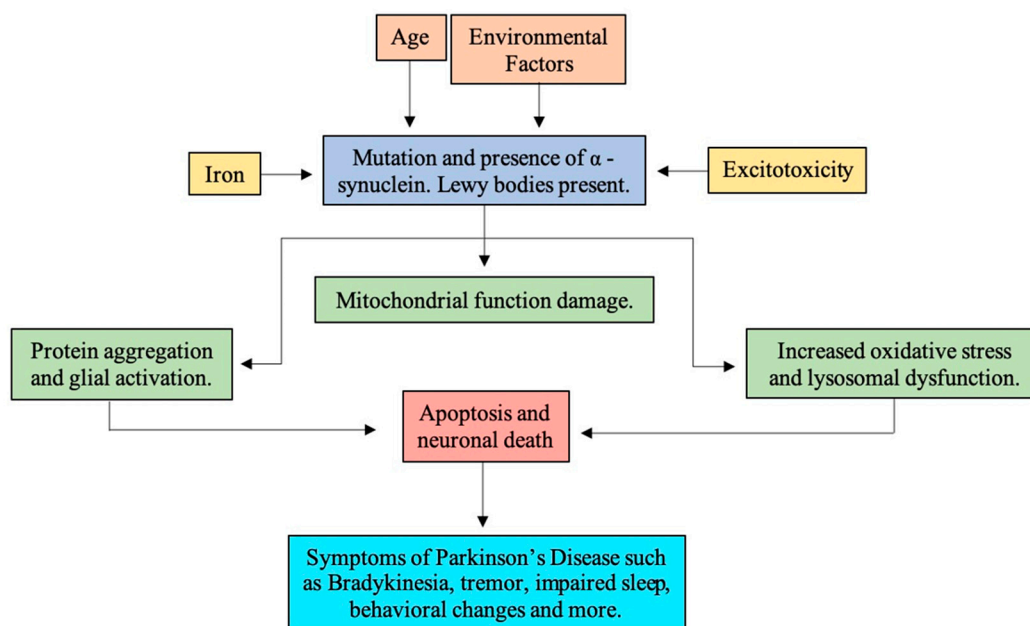 Age
Environmental
Factors
Iron
Mutation and presence of α -
synuclein. Lewy bodies present.
Excitotoxicity
Mitochondrial function damage.
Protein aggregation
and glial activation.
Increased oxidative stress
and lysosomal dysfunction.
Apoptosis and
neuronal death
Symptoms of Parkinson’s Disease such
as Bradykinesia, tremor, impaired sleep,
behavioral changes and more.